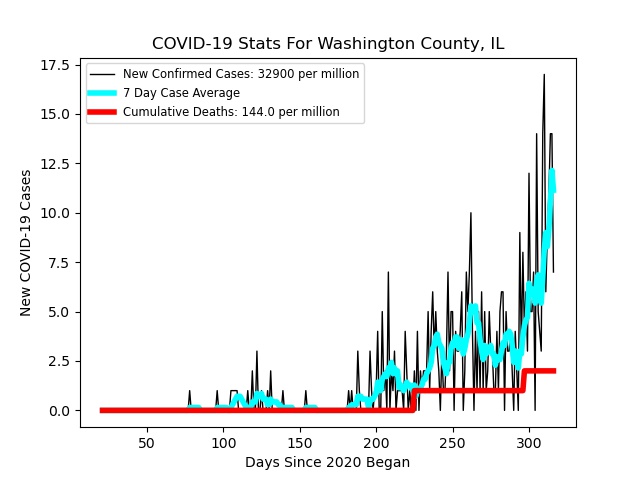 COVID-19 Stats For Washington County, IL
New Confirmed Cases: 32900 per million
7 Day Case Average
Cumulative Deaths: 144.0 per million
New COVID-19 Cases
17.5
15.0
12.5
10.0
7.5
5.0
2.5
0.0
50 100 150 200 250 300
Days Since 2020 Began